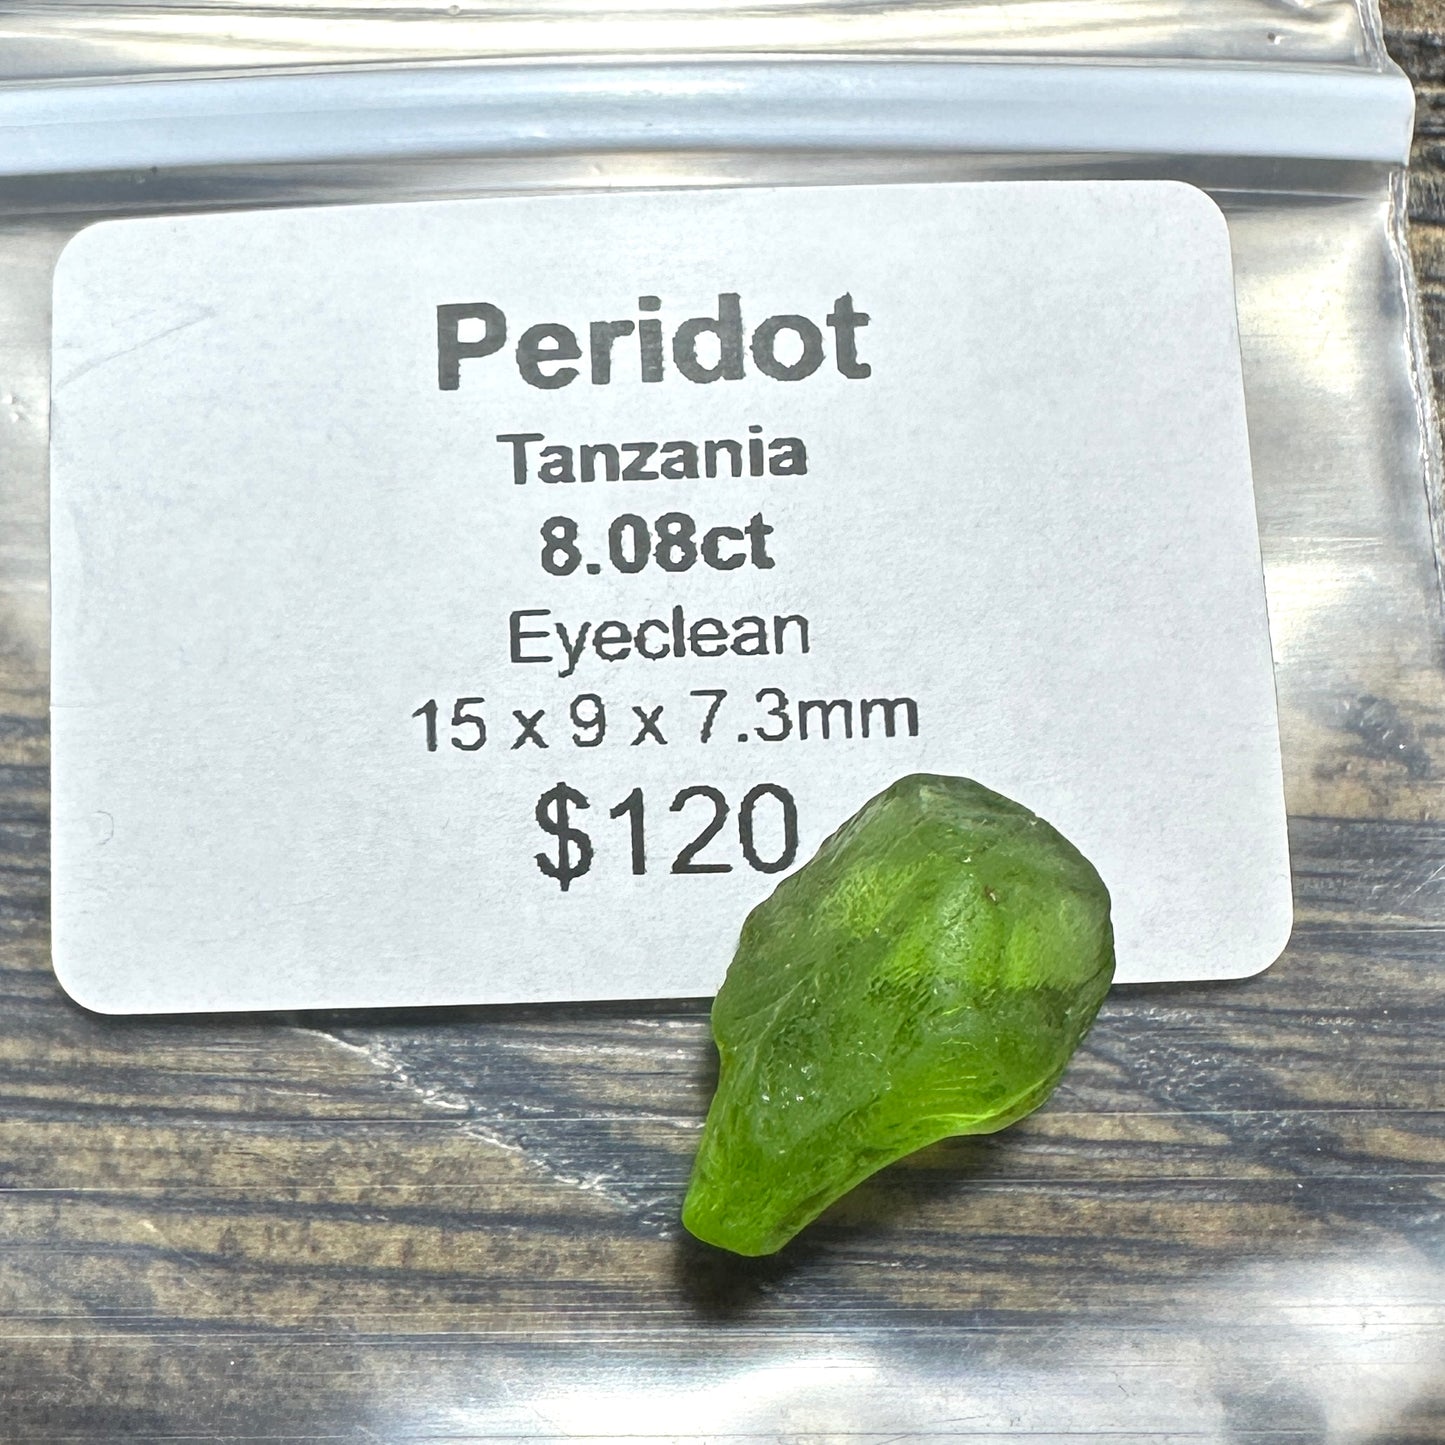 Peridot
Tanzania
8.08ct
Eyeclean
15 x 9 x 7.3mm
$120